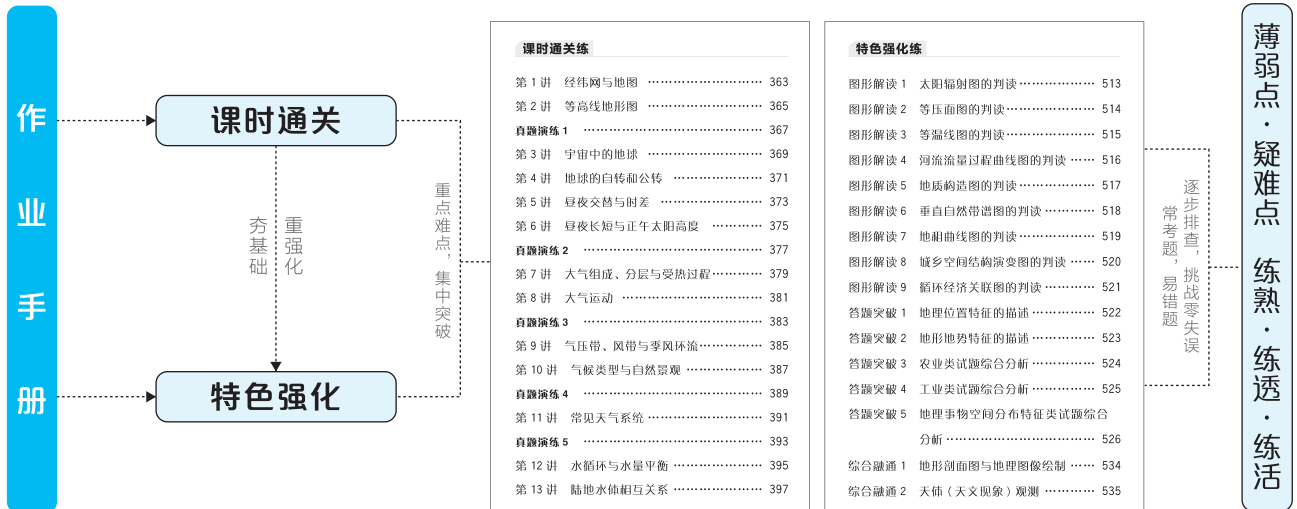 作业手册
课时通关
夯基础
重强化
特色强化
重点难点，集中突破
课时通关练
第 1 讲 经纬网与地图 ………………………… 363
第 2 讲 等高线地形图 ………………………… 365
真题演练 1 ………………………… 367
第 3 讲 宇宙中的地球 ………………………… 369
第 4 讲 地球的自转和公转 ………………………… 371
第 5 讲 昼夜交替与时差 ………………………… 373
第 6 讲 昼夜长短与正午太阳高度 ………… 375
真题演练 2 ………………………… 377
第 7 讲 大气组成、分层与受热过程………… 379
第 8 讲 大气运动 ………………………… 381
真题演练 3 ………………………… 383
第 9 讲 气压带、风带与季风环流………… 385
第 10 讲 气候类型与自然景观 ………………… 387
真题演练 4 ………………………… 389
第 11 讲 常见天气系统 ………………………… 391
真题演练 5 ………………………… 393
第 12 讲 水循环与水量平衡 ………………… 395
第 13 讲 陆地水体相互关系 ………………… 397
特色强化练
图形解读 1 太阳辐射图的判读……………… 513
图形解读 2 等压面图的判读………………… 514
图形解读 3 等温线图的判读………………… 515
图形解读 4 河流流量过程曲线图的判读 …… 516
图形解读 5 地质构造图的判读……………… 517
图形解读 6 垂直自然带谱图的判读………… 518
图形解读 7 地租曲线图的判读……………… 519
图形解读 8 城乡空间结构演变图的判读 …… 520
图形解读 9 循环经济关联图的判读………… 521
答题突破 1 地理位置特征的描述…………… 522
答题突破 2 地形地势特征的描述…………… 523
答题突破 3 农业类试题综合分析…………… 524
答题突破 4 工业类试题综合分析…………… 525
答题突破 5 地理事物空间分布特征类试题综合
分析………………………………… 526
综合融通 1 地形剖面图与地理图像绘制 …… 534
综合融通 2 天体（天文现象）观测 ………… 535
逐步排查，挑战零失误
常考题，易错题
薄弱点·疑难点 练熟·练透·练活